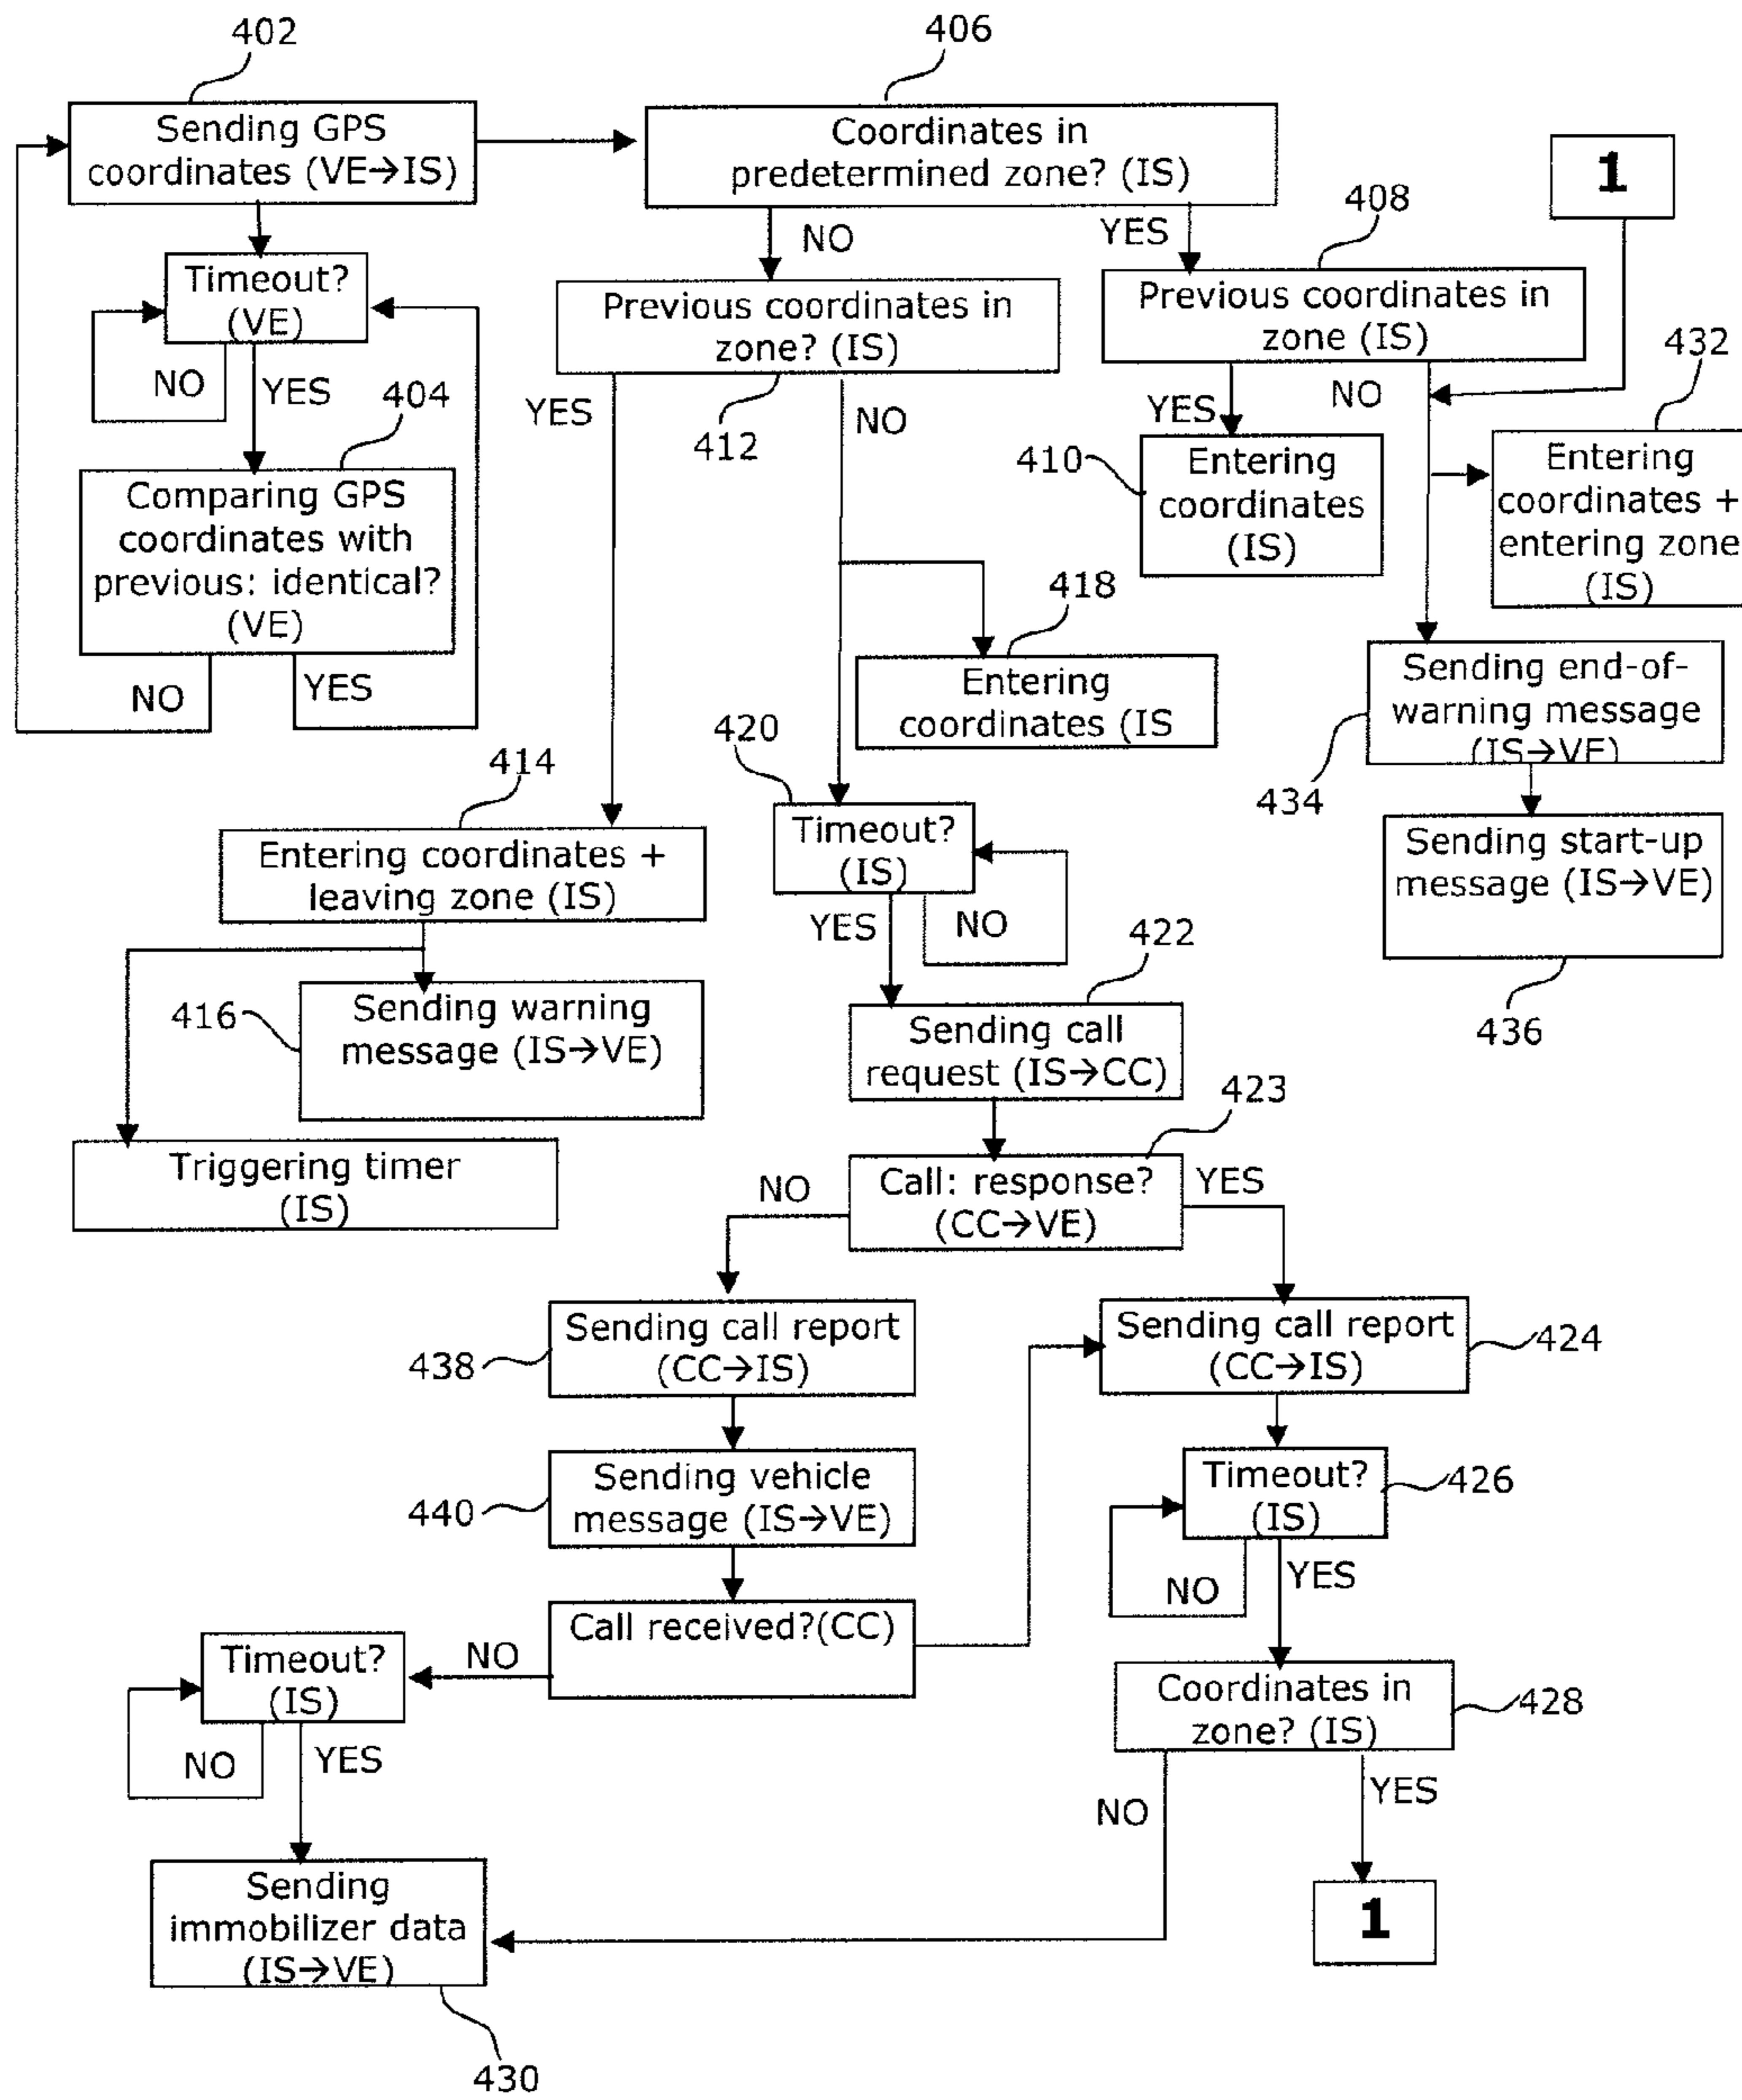 402
406
Sending GPS
coordinates (VE→IS)
Coordinates in
predetermined zone? (IS)
1
408
NO
YES
Timeout?
(VE)
Previous coordinates in
zone? (IS)
Previous coordinates in
zone (IS)
432
NO
YES
404
YES
412
NO
YES
NO
410
Entering
coordinates
(IS)
Entering
coordinates +
entering zone
(IS)
Comparing GPS
coordinates with
previous: identical?
(VE)
NO
YES
418
Entering
coordinates (IS
Sending end-of-
warning message
(IS→VE)
434
420
414
Timeout?
(IS)
Sending start-up
message (IS→VE)
436
Entering coordinates +
leaving zone (IS)
YES
NO
422
416
Sending warning
message (IS→VE)
Sending call
request (IS→CC)
423
Triggering timer
(IS)
NO
Call: response?
(CC→VE)
YES
438
Sending call report
(CC→IS)
Sending call report
(CC→IS)
424
440
Sending vehicle
message (IS→VE)
Timeout?
(IS)
426
NO
YES
Call received?(CC)
NO
Timeout?
(IS)
Coordinates in
zone? (IS)
428
NO
YES
NO
YES
Sending
immobilizer data
(IS→VE)
1
430